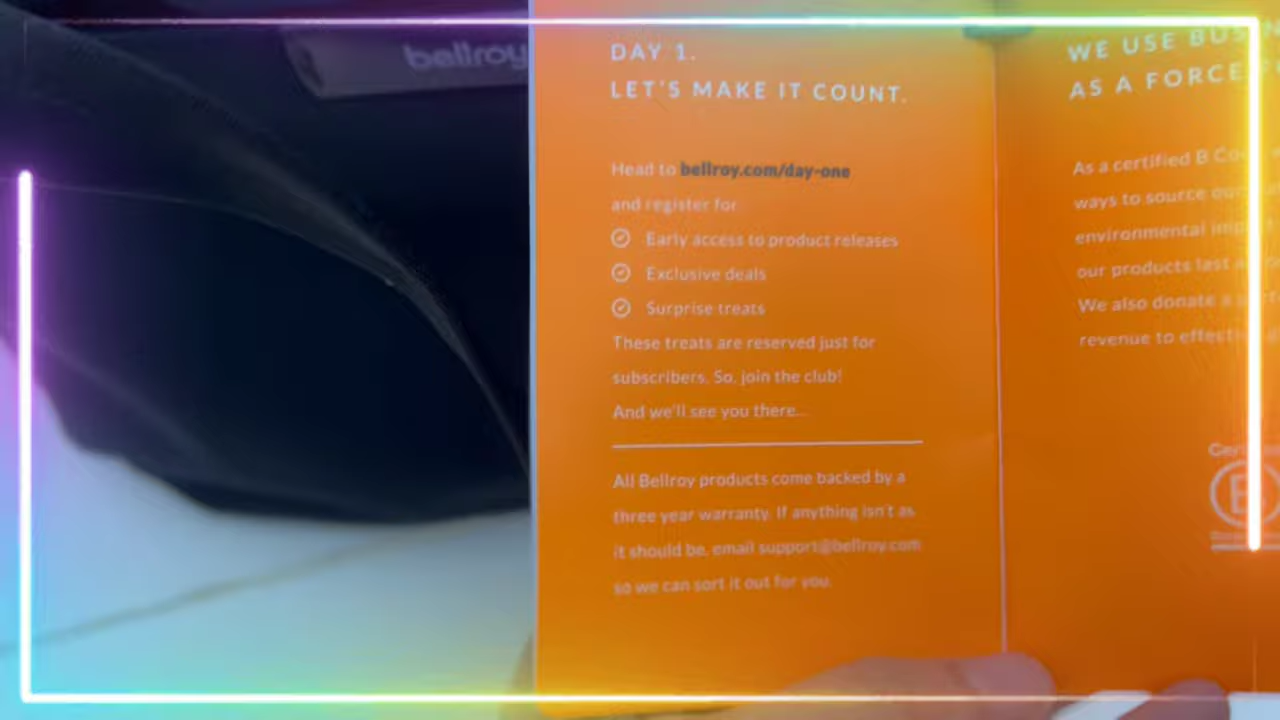 bellroy
DAY 1.
LET'S MAKE IT COUNT.
Head to bellroy.com/day-one
and register for
Early access to product releases
Exclusive deals
Surprise treats
These treats are reserved just for
subscribers. So, join the club!
And we'll see you there...
All Bellroy products come backed by a
three year warranty. If anything isn't as
it should be, email support@bellroy.com
so we can sort it out for you.
WE USE
AS A FORCE
As a certified B
ways to source
environmental
our products last
We also donate a
revenue to
B